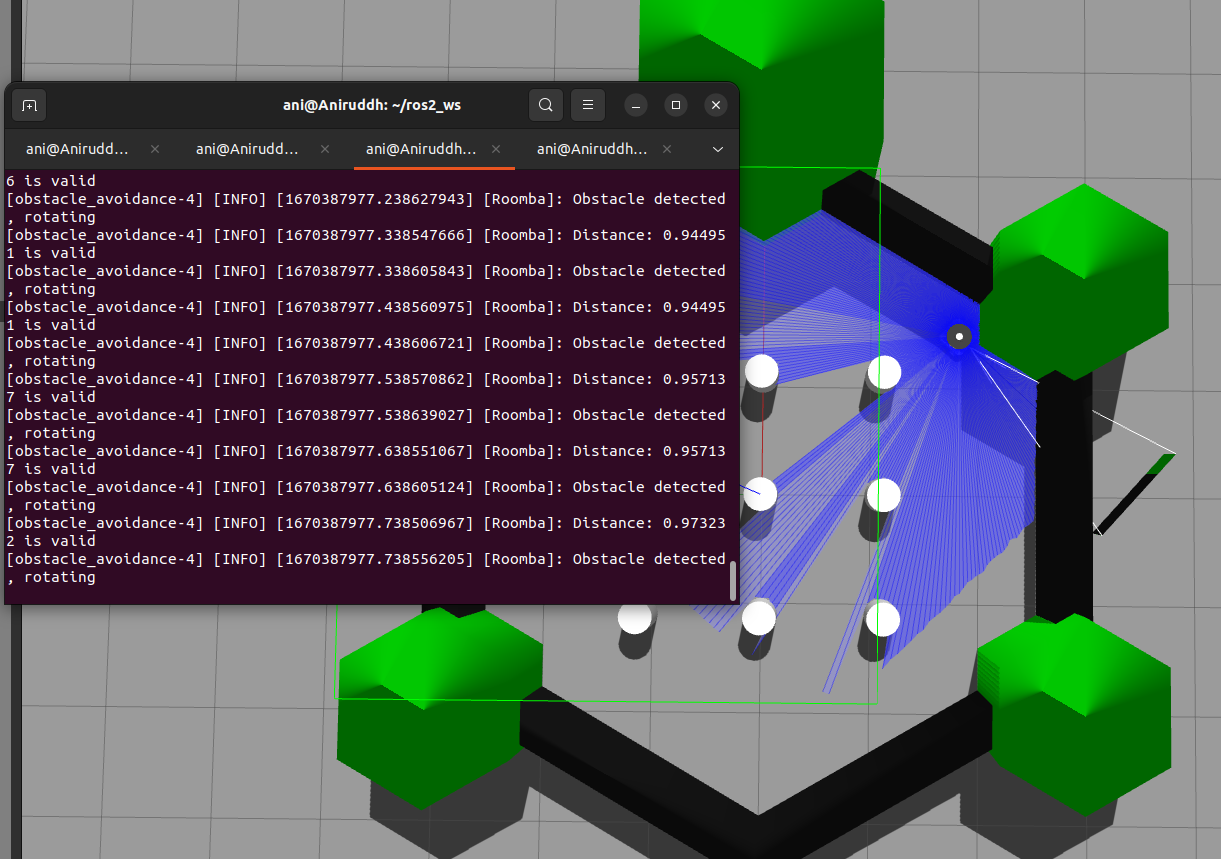 ani@Aniruddh: ~/ros2_ws
ani@Anirudd... ani@Anirudd... ani@Aniruddh... ani@Aniruddh...
6 is valid
[obstacle_avoidance-4] [INFO] [1670387977.238627943] [Roomba]: Obstacle detected
, rotating
[obstacle_avoidance-4] [INFO] [1670387977.338547666] [Roomba]: Distance: 0.94495
1 is valid
[obstacle_avoidance-4] [INFO] [1670387977.338605843] [Roomba]: Obstacle detected
, rotating
[obstacle_avoidance-4] [INFO] [1670387977.438560975] [Roomba]: Distance: 0.94495
1 is valid
[obstacle_avoidance-4] [INFO] [1670387977.438606721] [Roomba]: Obstacle detected
, rotating
[obstacle_avoidance-4] [INFO] [1670387977.538570862] [Roomba]: Distance: 0.95713
7 is valid
[obstacle_avoidance-4] [INFO] [1670387977.538639027] [Roomba]: Obstacle detected
, rotating
[obstacle_avoidance-4] [INFO] [1670387977.638551067] [Roomba]: Distance: 0.95713
7 is valid
[obstacle_avoidance-4] [INFO] [1670387977.638605124] [Roomba]: Obstacle detected
, rotating
[obstacle_avoidance-4] [INFO] [1670387977.738506967] [Roomba]: Distance: 0.97323
2 is valid
[obstacle_avoidance-4] [INFO] [1670387977.738556205] [Roomba]: Obstacle detected
, rotating